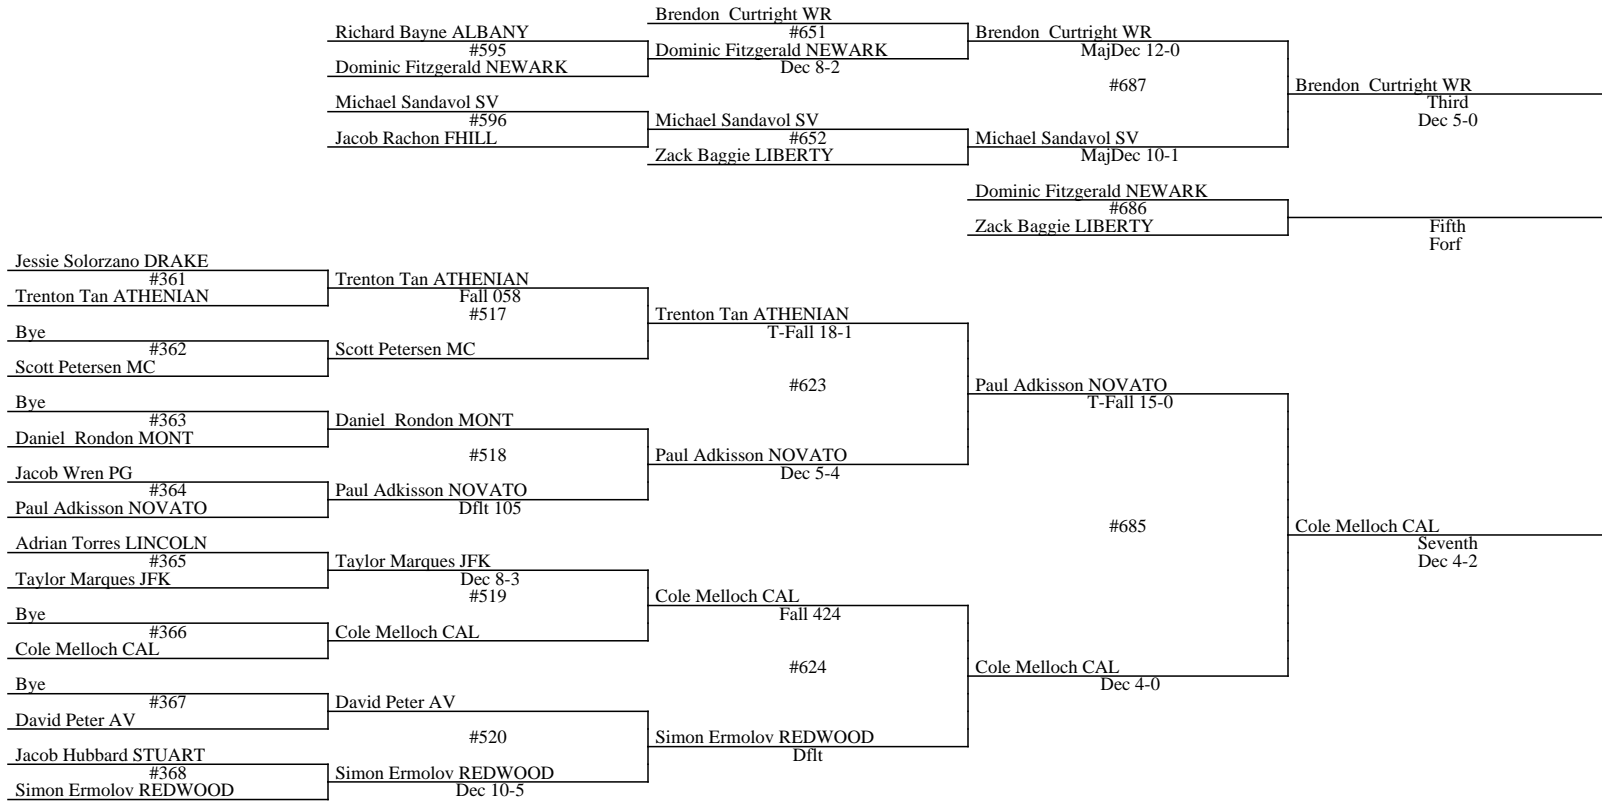 Brendon  Curtright WR
Richard Bayne ALBANY
#651
Brendon  Curtright WR
#595
Dominic Fitzgerald NEWARK
MajDec 12-0
Dominic Fitzgerald NEWARK
Dec 8-2
#687
Brendon  Curtright WR
Michael Sandavol SV
Third
#596
Michael Sandavol SV
Dec 5-0
Jacob Rachon FHILL
#652
Michael Sandavol SV
Zack Baggie LIBERTY
MajDec 10-1
Dominic Fitzgerald NEWARK
#686
Zack Baggie LIBERTY
Fifth
Forf
Jessie Solorzano DRAKE
#361
Trenton Tan ATHENIAN
Trenton Tan ATHENIAN
Fall 058
#517
Trenton Tan ATHENIAN
Bye
T-Fall 18-1
#362
Scott Petersen MC
Scott Petersen MC
#623
Paul Adkisson NOVATO
Bye
T-Fall 15-0
#363
Daniel  Rondon MONT
Daniel  Rondon MONT
#518
Paul Adkisson NOVATO
Jacob Wren PG
Dec 5-4
#364
Paul Adkisson NOVATO
Paul Adkisson NOVATO
Dflt 105
#685
Cole Melloch CAL
Adrian Torres LINCOLN
Seventh
#365
Taylor Marques JFK
Dec 4-2
Taylor Marques JFK
Dec 8-3
#519
Cole Melloch CAL
Bye
Fall 424
#366
Cole Melloch CAL
Cole Melloch CAL
#624
Cole Melloch CAL
Bye
Dec 4-0
#367
David Peter AV
David Peter AV
#520
Simon Ermolov REDWOOD
Jacob Hubbard STUART
Dflt
#368
Simon Ermolov REDWOOD
Simon Ermolov REDWOOD
Dec 10-5